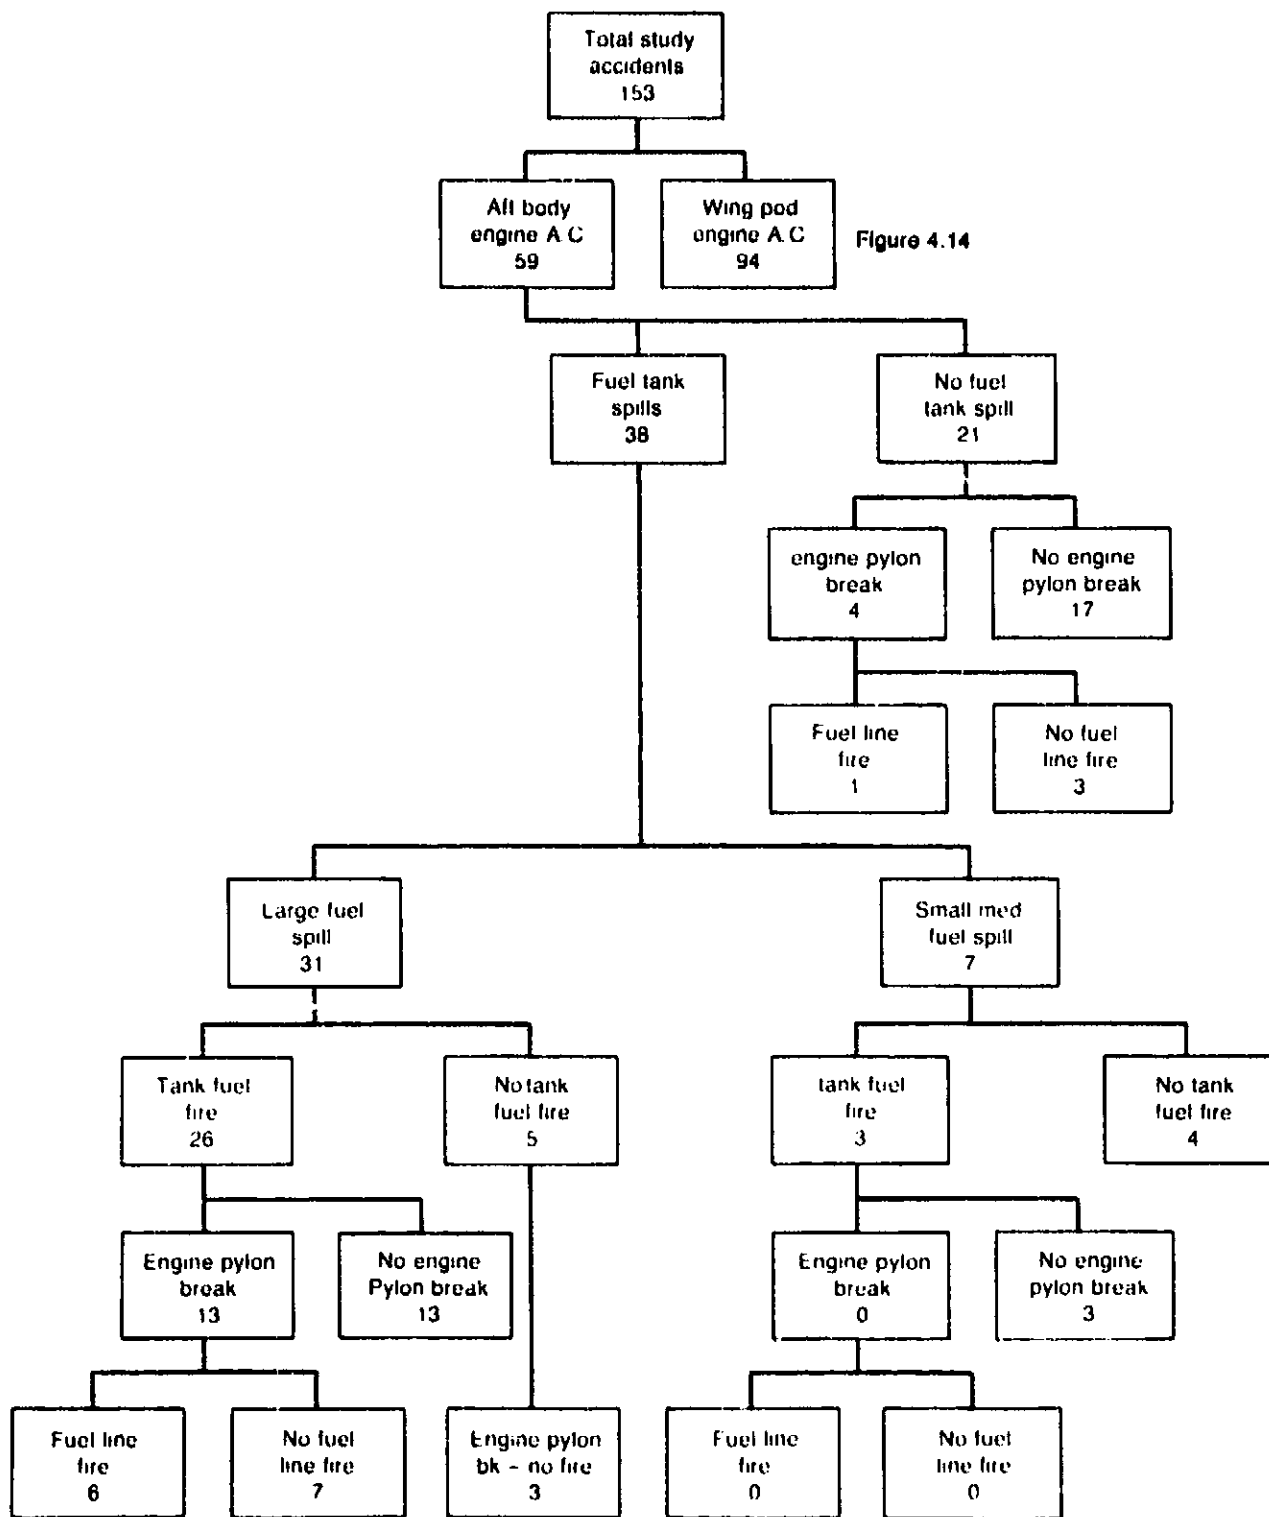 Total study
accidents
153
Aft body
engine A.C
59
Wing pod
engine A.C
94
Figure 4.14
Fuel tank
spills
38
No fuel
tank spill
21
engine pylon
break
4
No engine
pylon break
17
Fuel line
fire
1
No fuel
line fire
3
Large fuel
spill
31
Small med
fuel spill
7
Tank fuel
fire
26
No tank
fuel fire
5
tank fuel
fire
3
No tank
fuel fire
4
Engine pylon
break
13
No engine
Pylon break
13
Engine pylon
break
0
No engine
pylon break
3
Fuel line
fire
6
No fuel
line fire
7
Engine pylon
bk - no fire
3
Fuel line
fire
0
No fuel
line fire
0